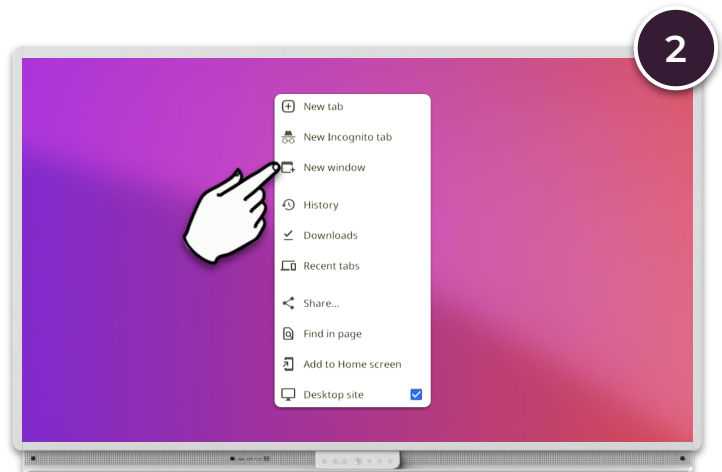 2
New tab
New Incognito tab
New window
History
Downloads
Recent tabs
Share...
Find in page
Add to Home screen
Desktop site